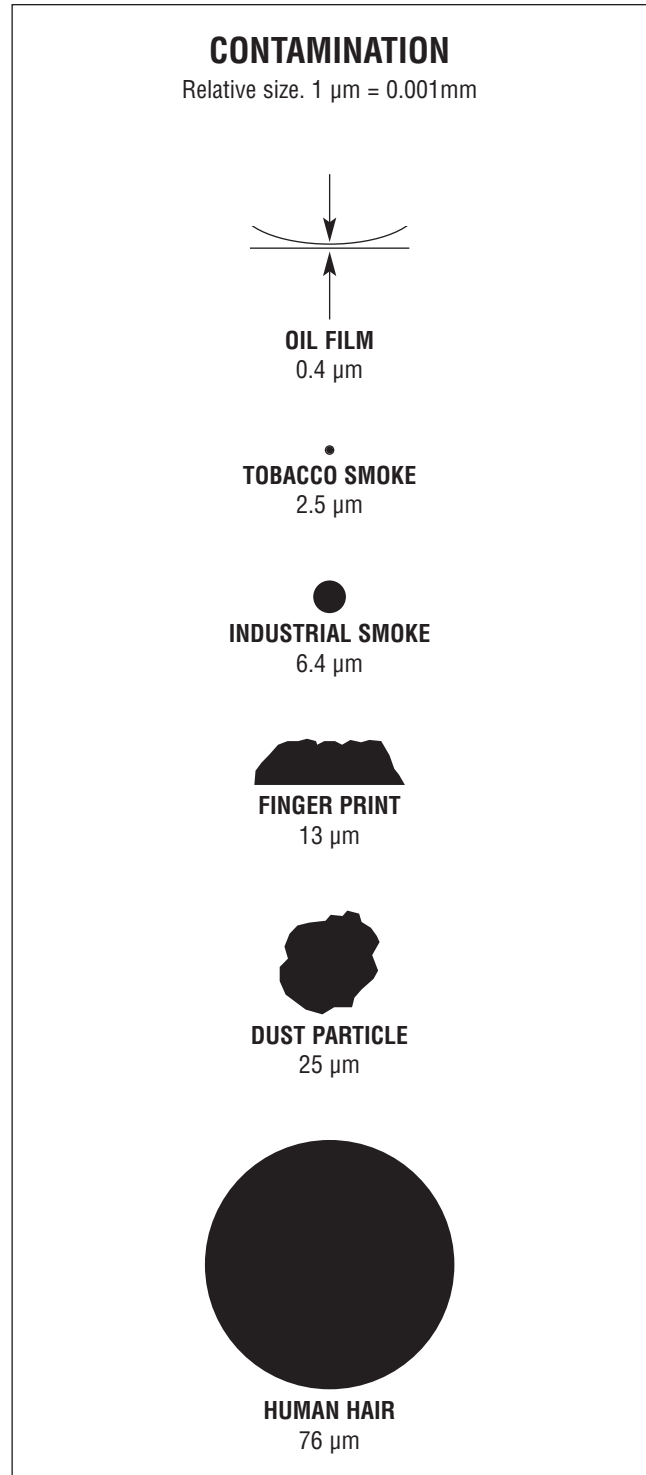 CONTAMINATION
Relative size. 1 µm = 0.001mm
OIL FILM
0.4 µm
TOBACCO SMOKE
2.5 µm
INDUSTRIAL SMOKE
6.4 µm
FINGER PRINT
13 µm
DUST PARTICLE
25 µm
HUMAN HAIR
76 µm